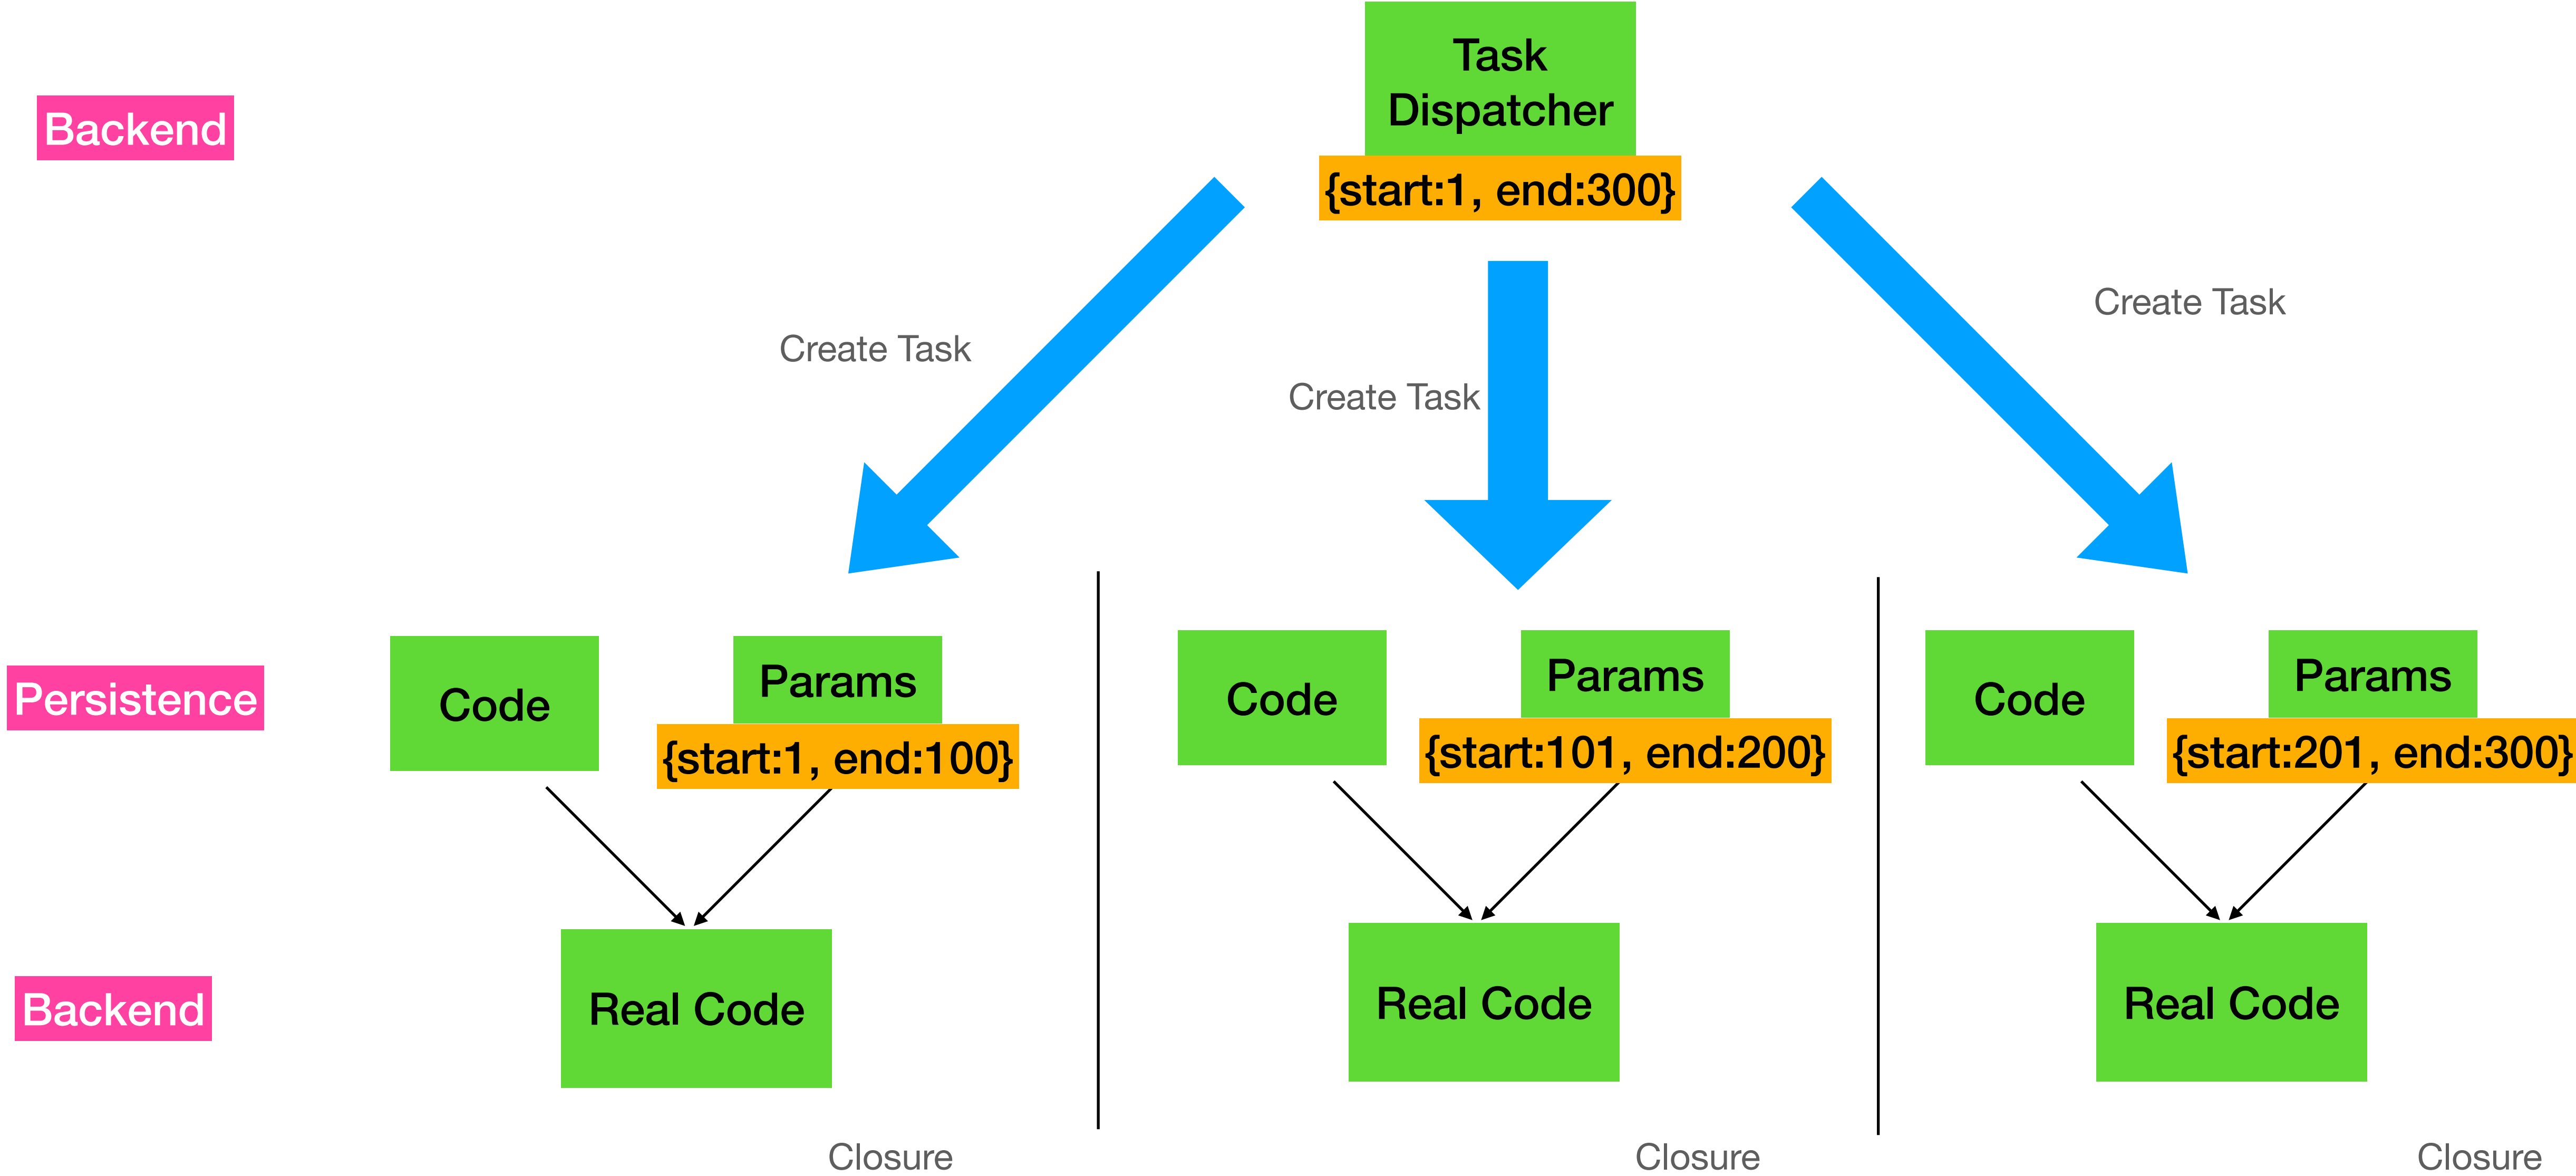 Task
Dispatcher
Backend
{start:1, end:300}
Create Task
Create Task
Create Task
Persistence
Code
Params
{start:1, end:100}
Code
Params
{start:101, end:200}
Code
Params
{start:201, end:300}
Backend
Real Code
Real Code
Real Code
Closure
Closure
Closure